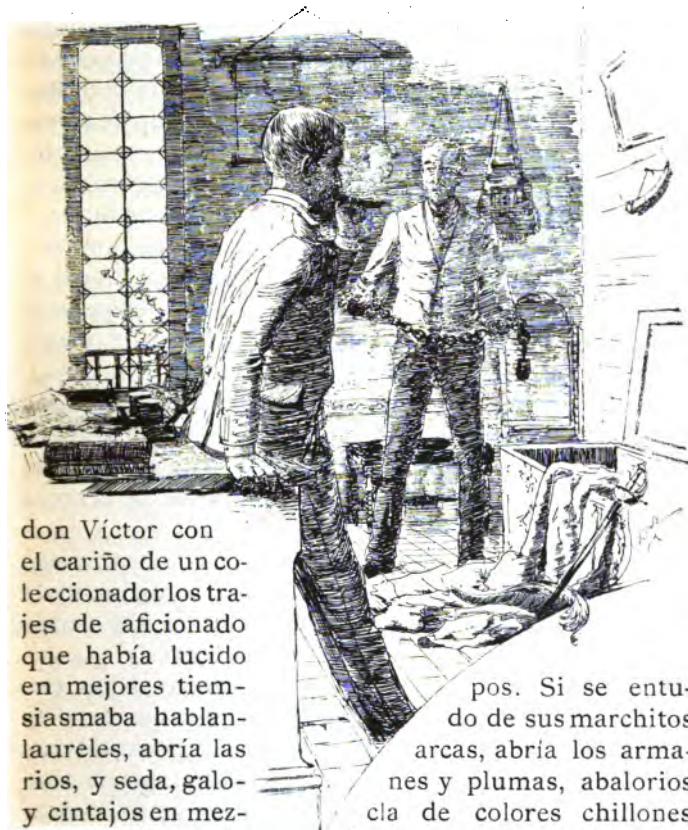 don Víctor con
el cariño de un co-
leccionador los tra-
jes de aficionado
que había lucido
en mejores tiem- pos. Si se entu-
siasmaba hablan- do de sus marchitos
laureles, abría las arcas, abría los arma-
rios, y seda, galo- nes y plumas, abalorios
y cintajos en mez- cla de colores chillones